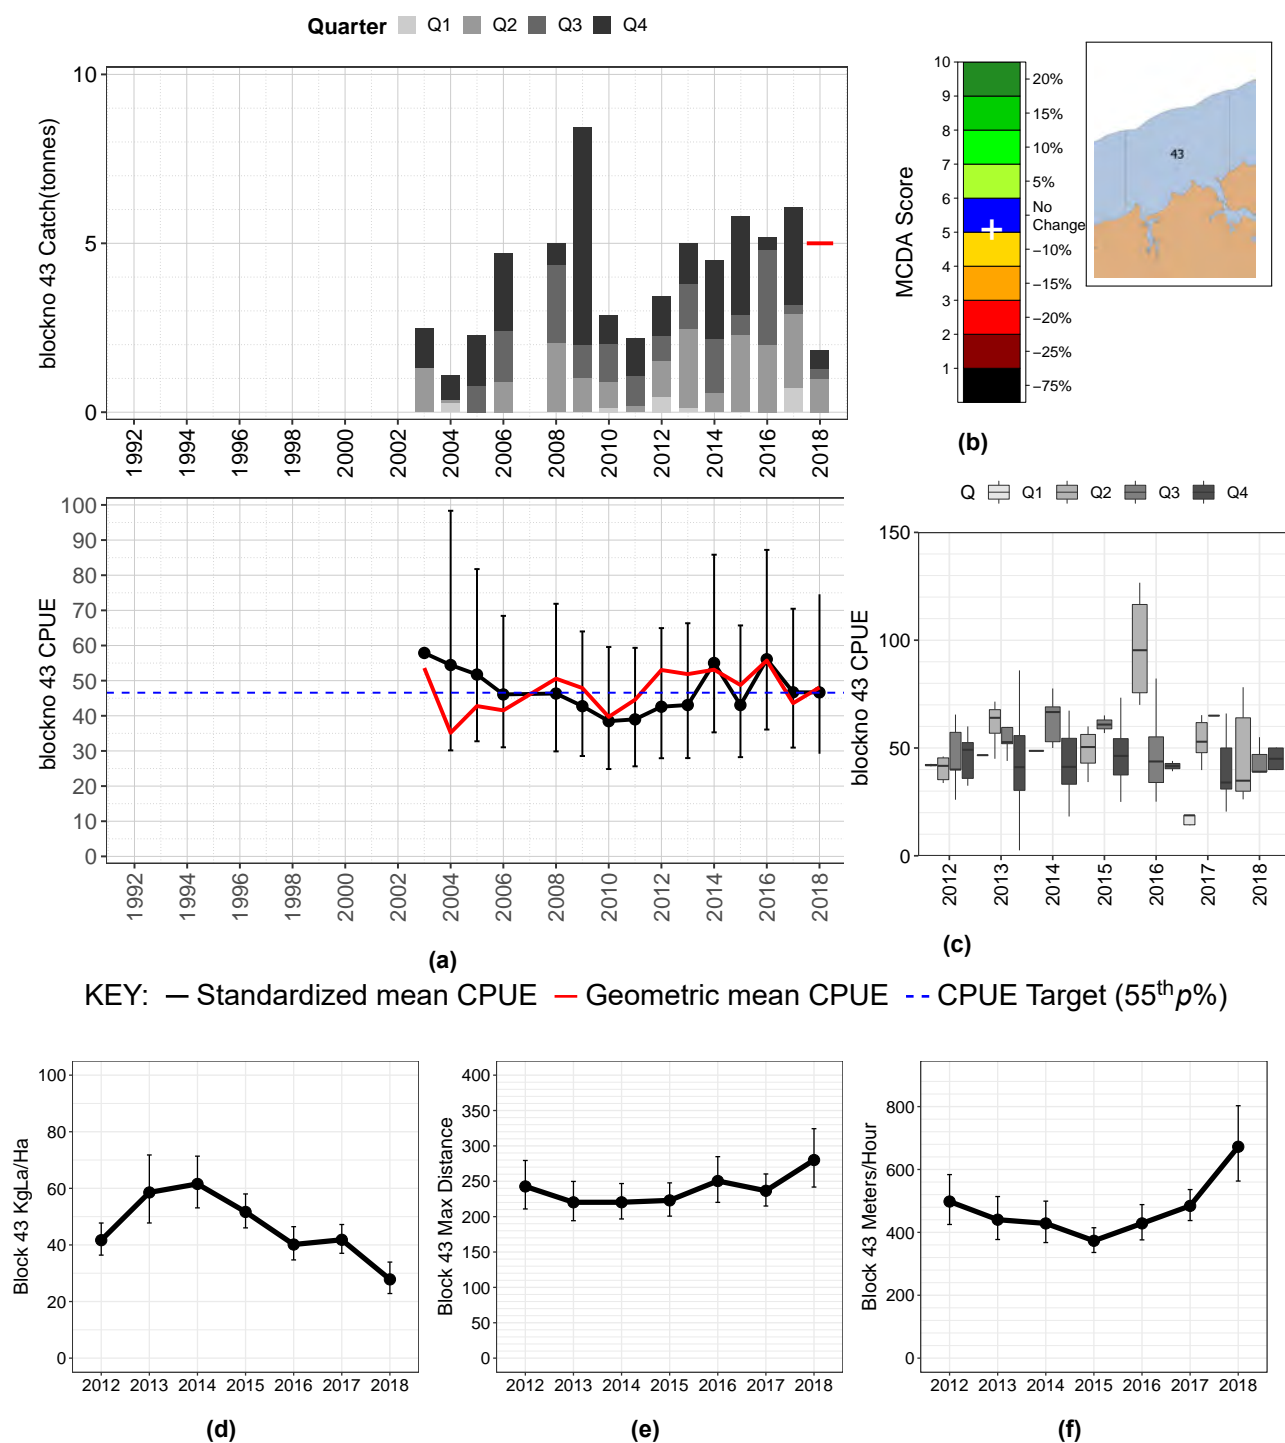 Quarter Q1 Q2 Q3 Q4
blockno 43 Catch(tonnes)
10
5
0
1992 1994 1996 1998 2000 2002 2004 2006 2008 2010 2012 2014 2016 2018
MCDA Score
10
9
8
7
6
5
4
3
2
1
20%
15%
10%
5%
No
Change
−10%
−15%
−20%
−25%
−75%
43
(b)
blockno 43 CPUE
100
90
80
70
60
50
40
30
20
10
0
1992 1994 1996 1998 2000 2002 2004 2006 2008 2010 2012 2014 2016 2018
(a)
Q Q1 Q2 Q3 Q4
blockno 43 CPUE
150
100
50
0
2012 2013 2014 2015 2016 2017 2018
(c)
KEY: Standardized mean CPUE Geometric mean CPUE CPUE Target (55th p%)
Block 43 KgLa/Ha
100
80
60
40
20
0
2012 2013 2014 2015 2016 2017 2018
(d)
Block 43 Max Distance
400
350
300
250
200
150
100
50
0
2012 2013 2014 2015 2016 2017 2018
(e)
Block 43 Meters/Hour
800
600
400
200
0
2012 2013 2014 2015 2016 2017 2018
(f)